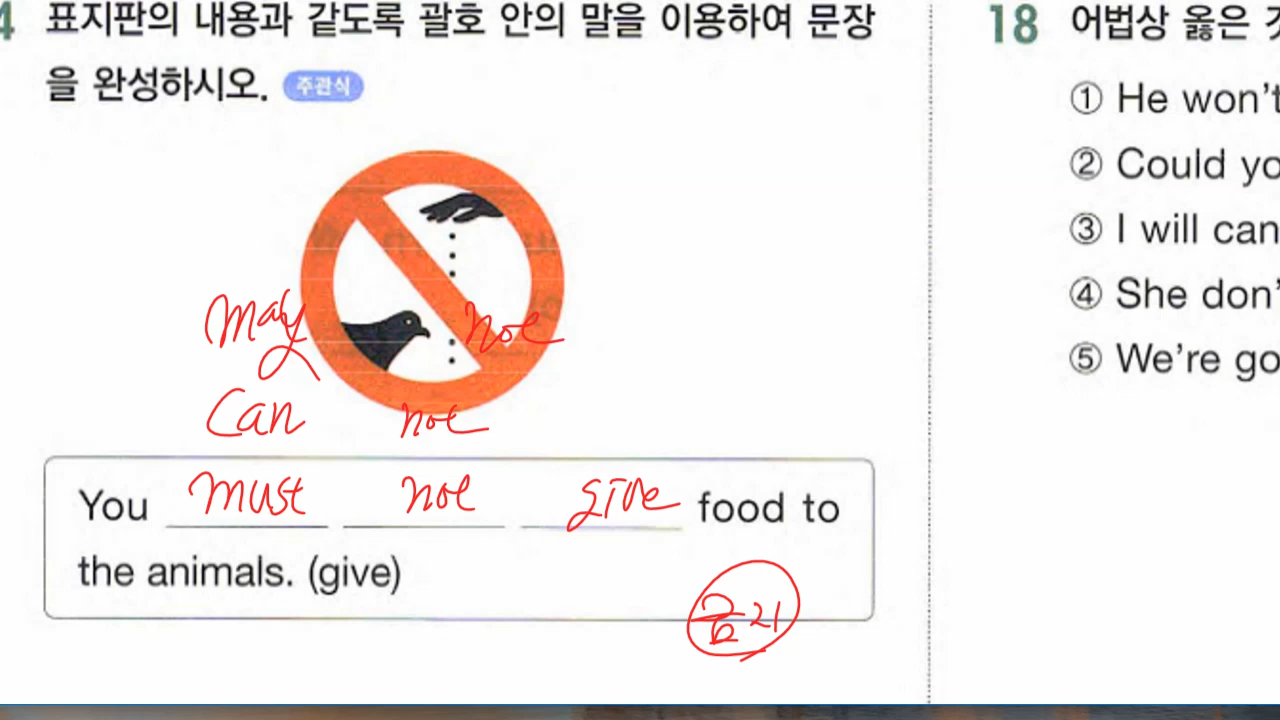 4 표지판의 내용과 같도록 괄호 안의 말을 이용하여 문장
을 완성하시오. 주관식
may not
can not
You must not give food to
the animals. (give)
금지
18 어법상 옳은
① He won't
② Could yo
③ I will can
④ She don'
⑤ We're go